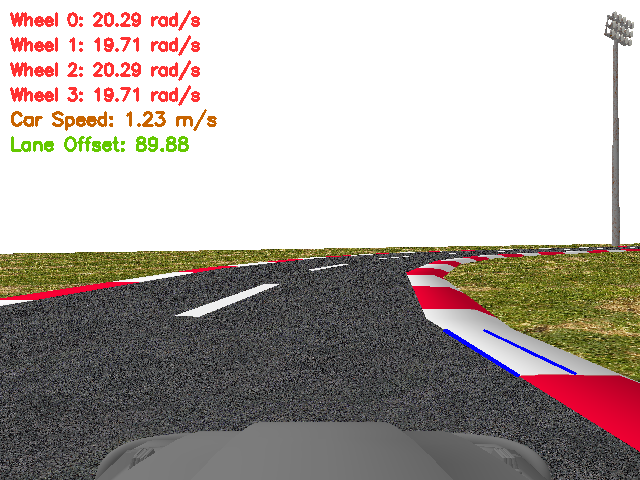 Wheel 0: 20.29 rad/s
Wheel 1: 19.71 rad/s
Wheel 2: 20.29 rad/s
Wheel 3: 19.71 rad/s
Car Speed: 1.23 m/s
Lane Offset: 89.88